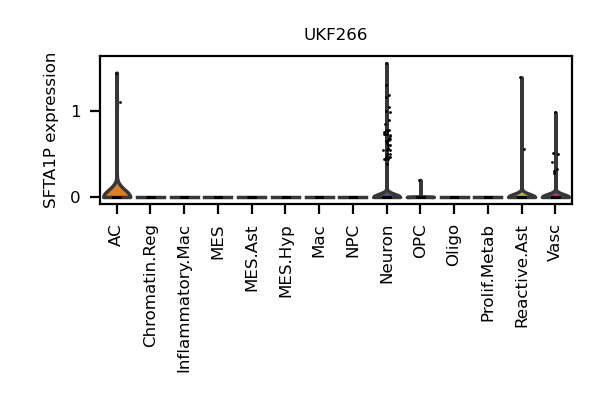 UKF266
SFTA1P expression
1
0
AC
Chromatin.Reg
Inflammatory.Mac
MES
MES.Ast
MES.Hyp
Mac
NPC
Neuron
OPC
Oligo
Prolif.Metab
Reactive.Ast
Vasc